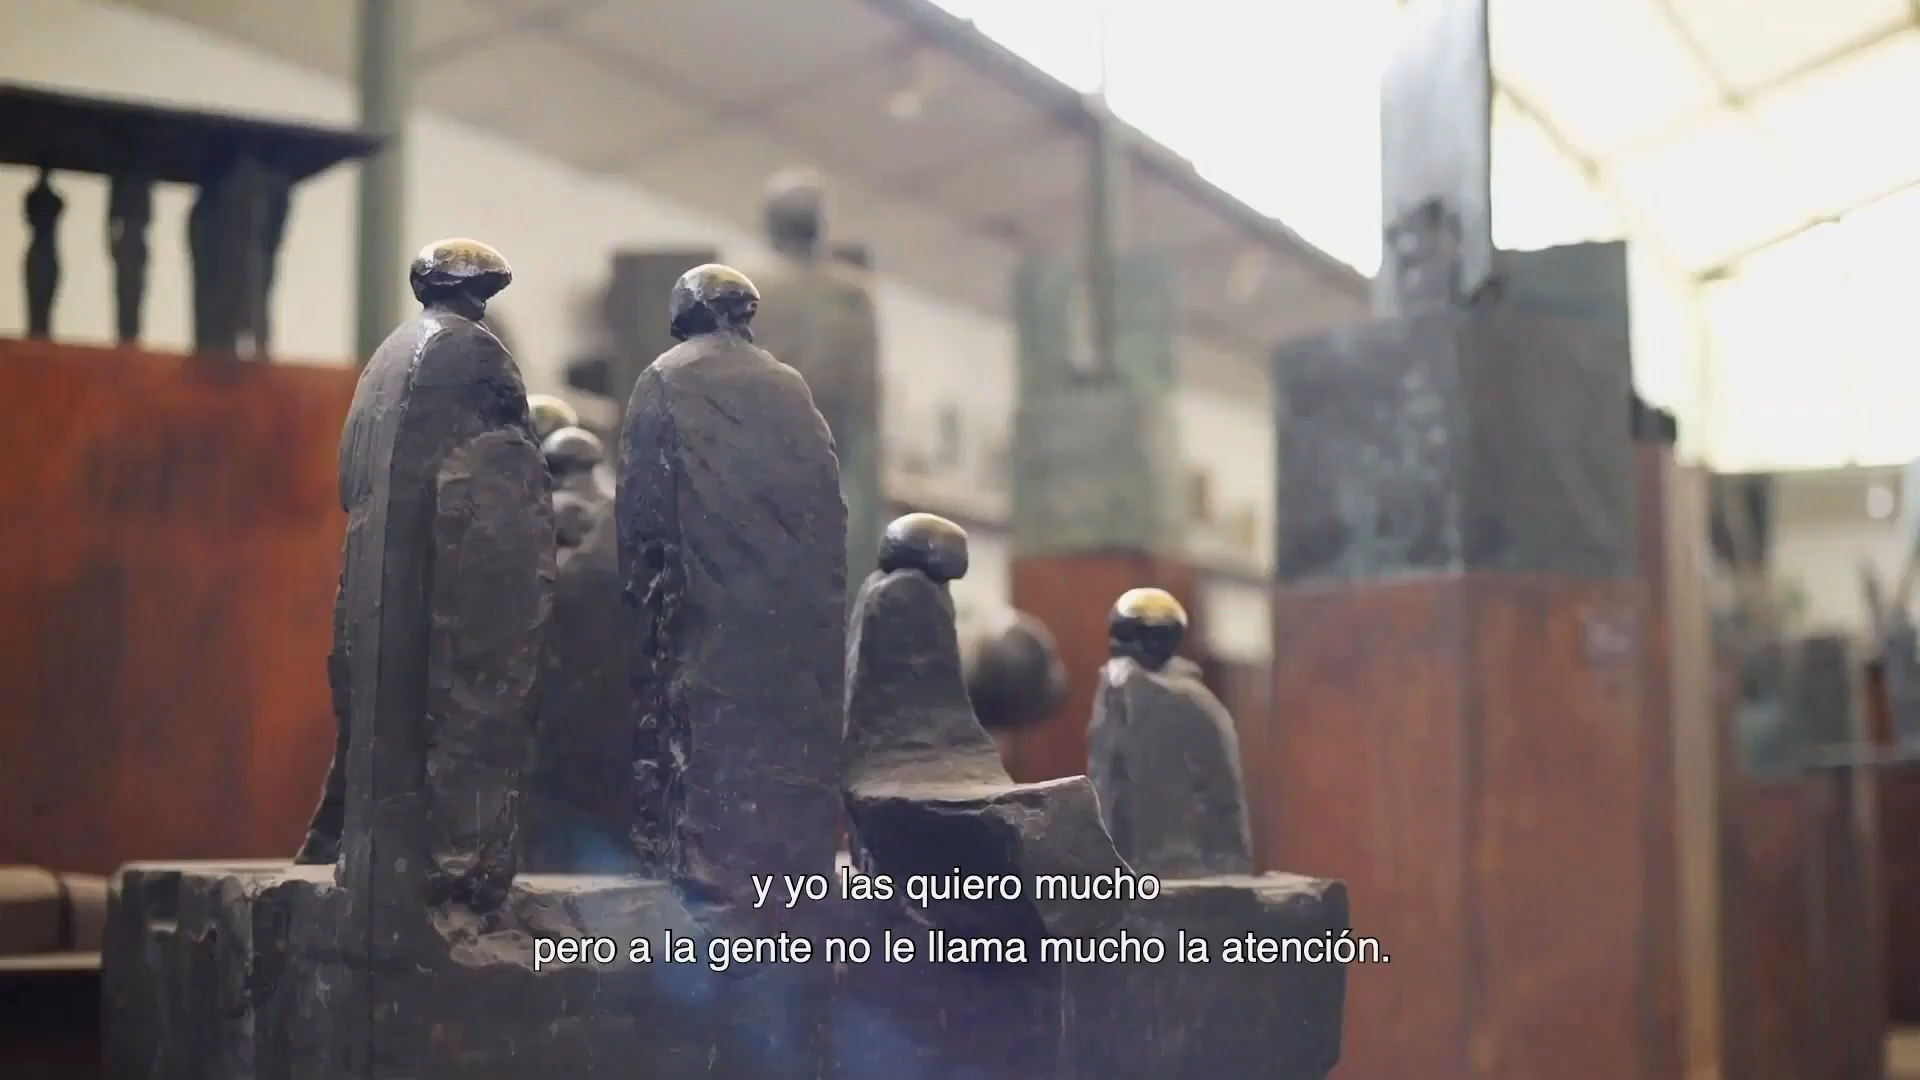 y yo las quiero mucho
pero a la gente no le llama mucho la atención.